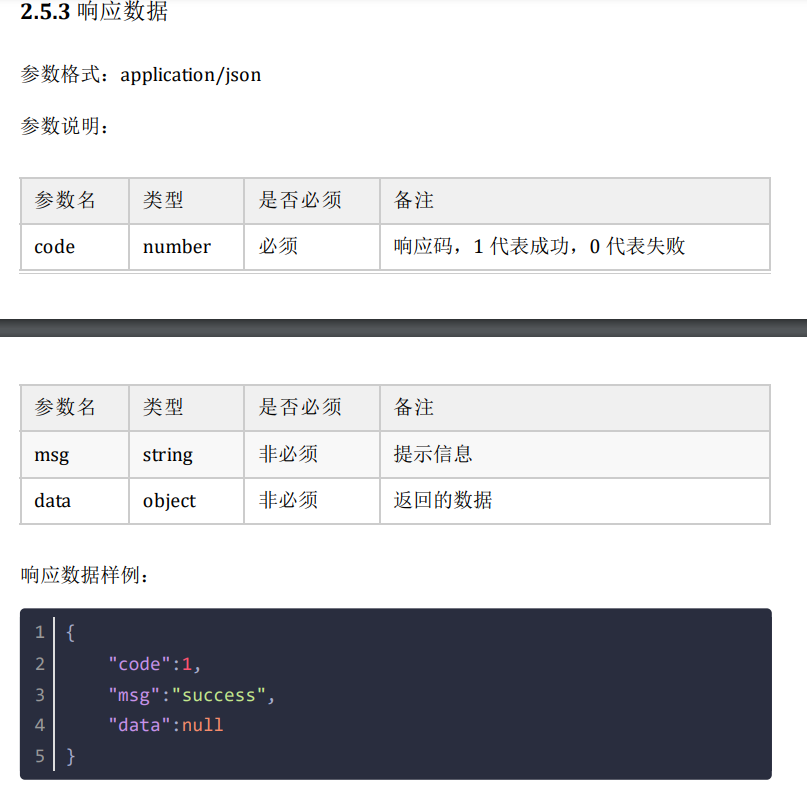 2.5.3 响应数据
参数格式：application/json
参数说明：
参数名 类型 是否必须 备注
code number 必须 响应码，1 代表成功，0 代表失败
参数名 类型 是否必须 备注
msg string 非必须 提示信息
data object 非必须 返回的数据
响应数据样例：
1 {
2 "code":1,
3 "msg":"success",
4 "data":null
5 }